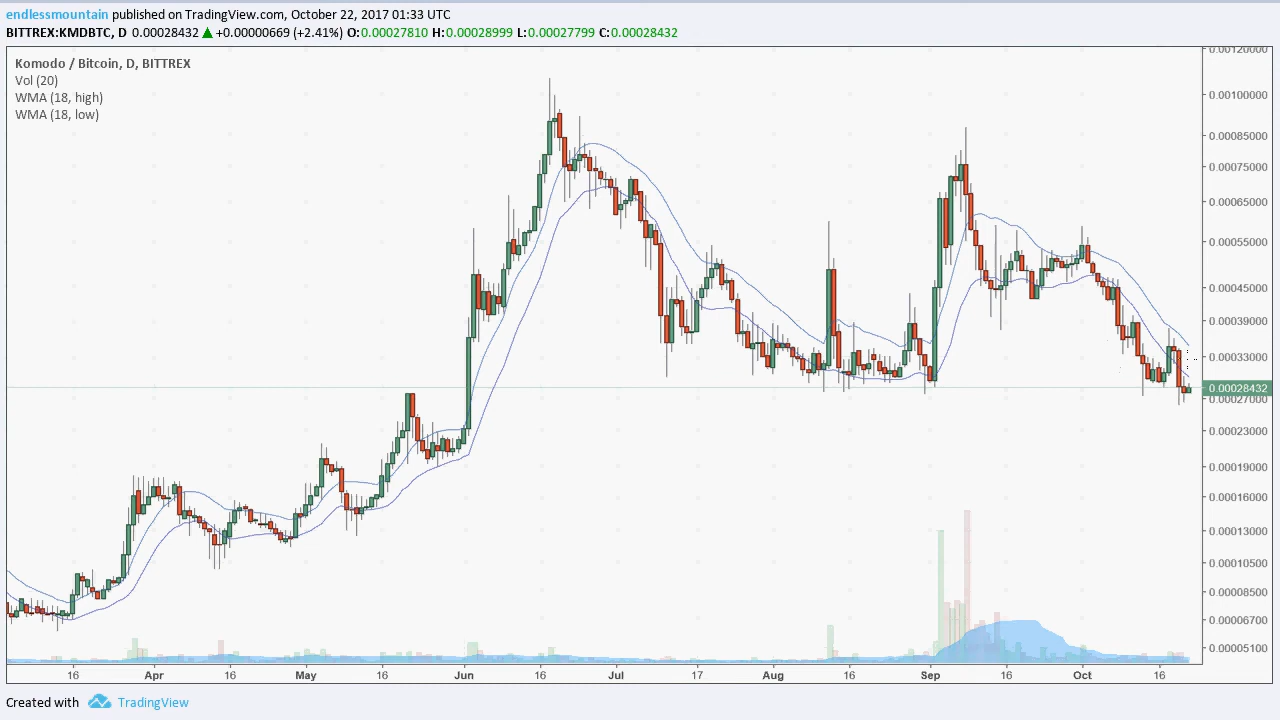 endlessmountain published on TradingView.com, October 22, 2017 01:33 UTC
BITTREX:KMDBTC, D 0.00028432 ▲ +0.00000669 (+2.41%) O:0.00027810 H:0.00028999 L:0.00027799 C:0.00028432
Komodo / Bitcoin, D, BITTREX
Vol (20)
WMA (18, high)
WMA (18, low)
0.00120000
0.00100000
0.00085000
0.00075000
0.00065000
0.00055000
0.00045000
0.00039000
0.00033000
0.00028432
0.00027000
0.00023000
0.00019000
0.00016000
0.00013000
0.00010500
0.00008500
0.00006700
0.00005100
16 Apr 16 May 16 Jun 16 Jul 17 Aug 16 Sep 16 Oct 16
Created with TradingView